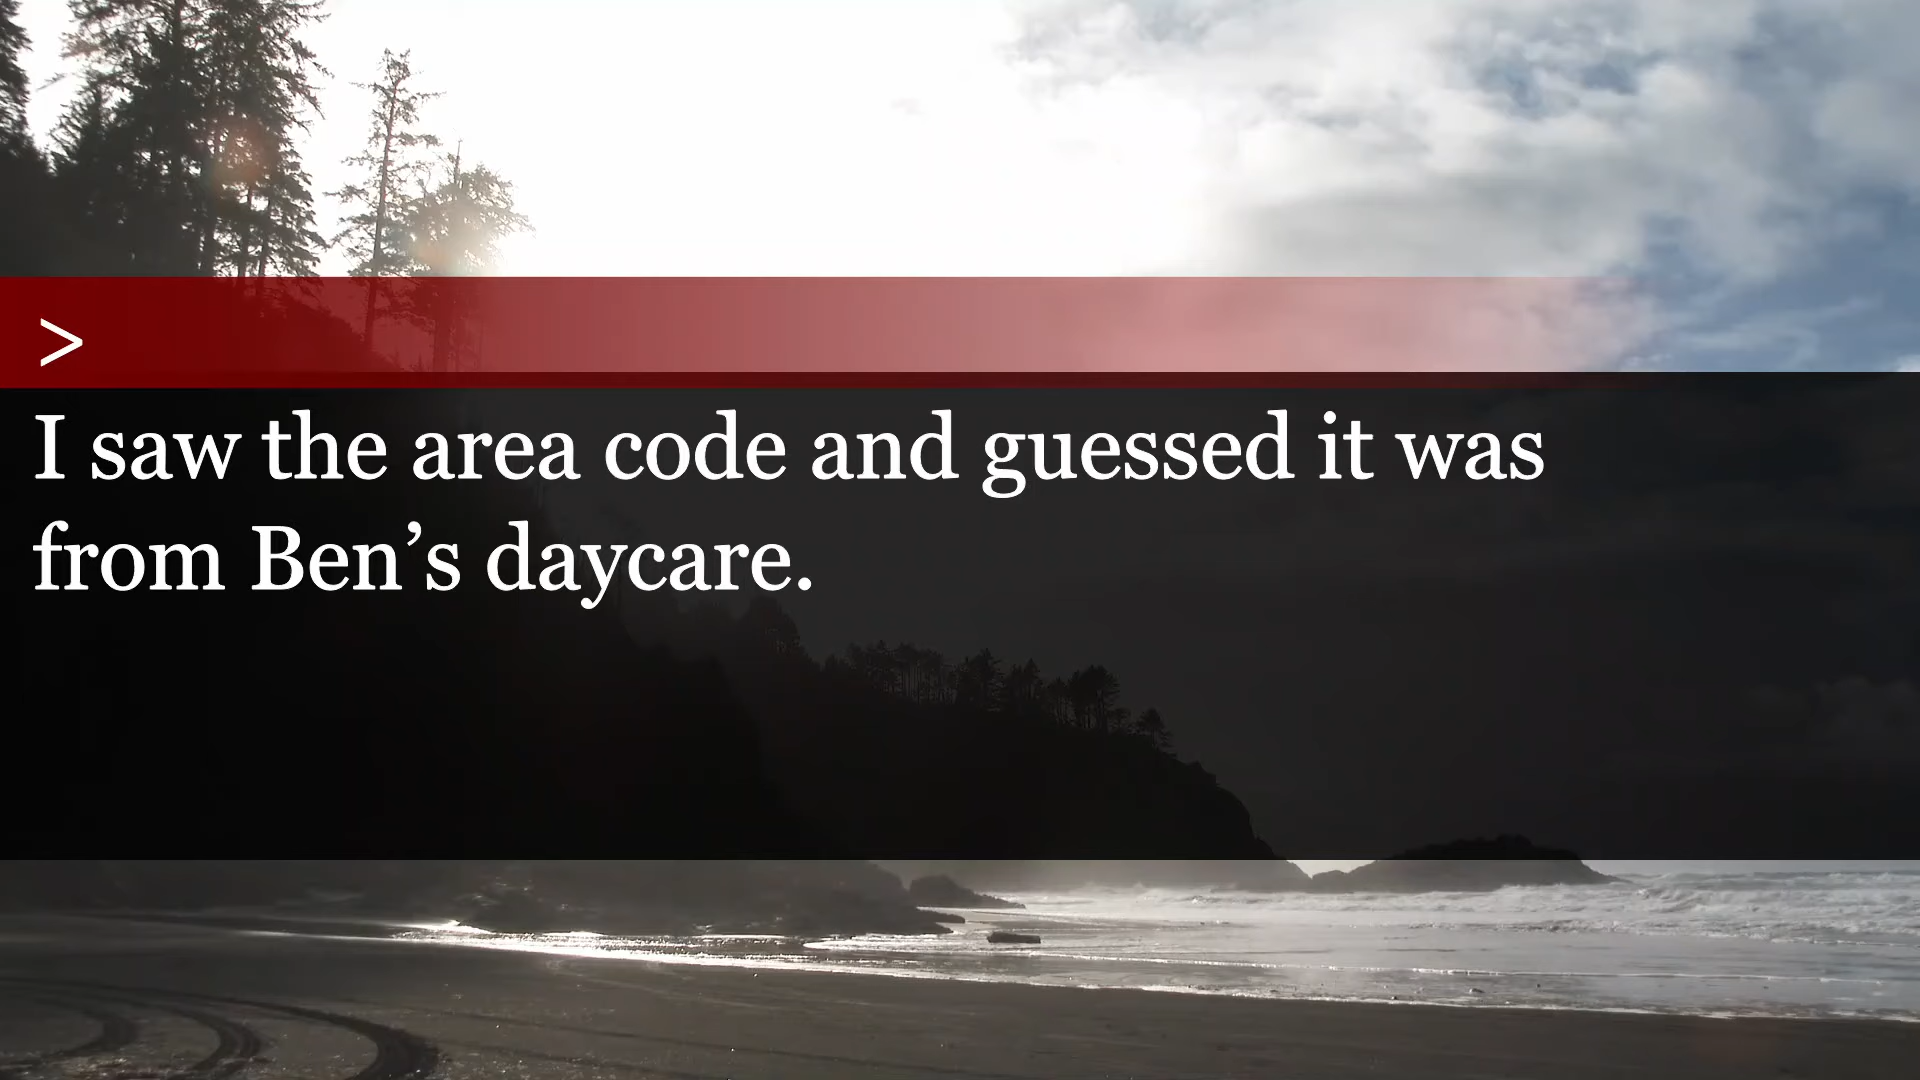 >
I saw the area code and guessed it was
from Ben’s daycare.